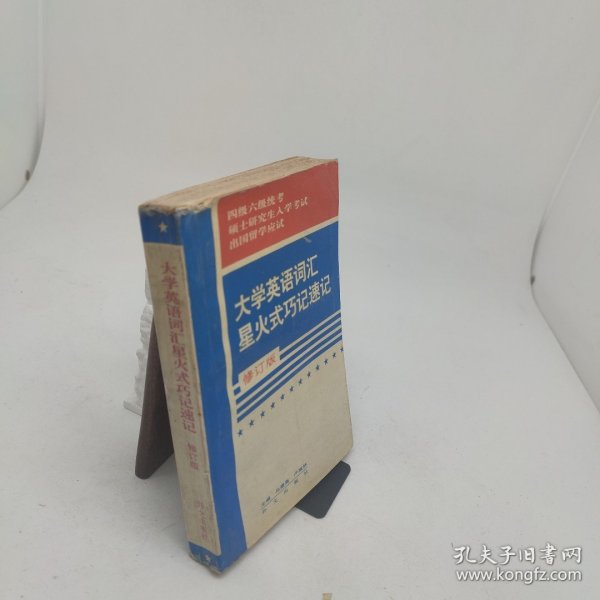 四级六级统考
硕士研究生入学考试
出国留学应试
大学英语词汇
星火式巧记速记
修订版
大学英语词汇星火式巧记速记 修订版
孔夫子旧书网
www.kongfz.com